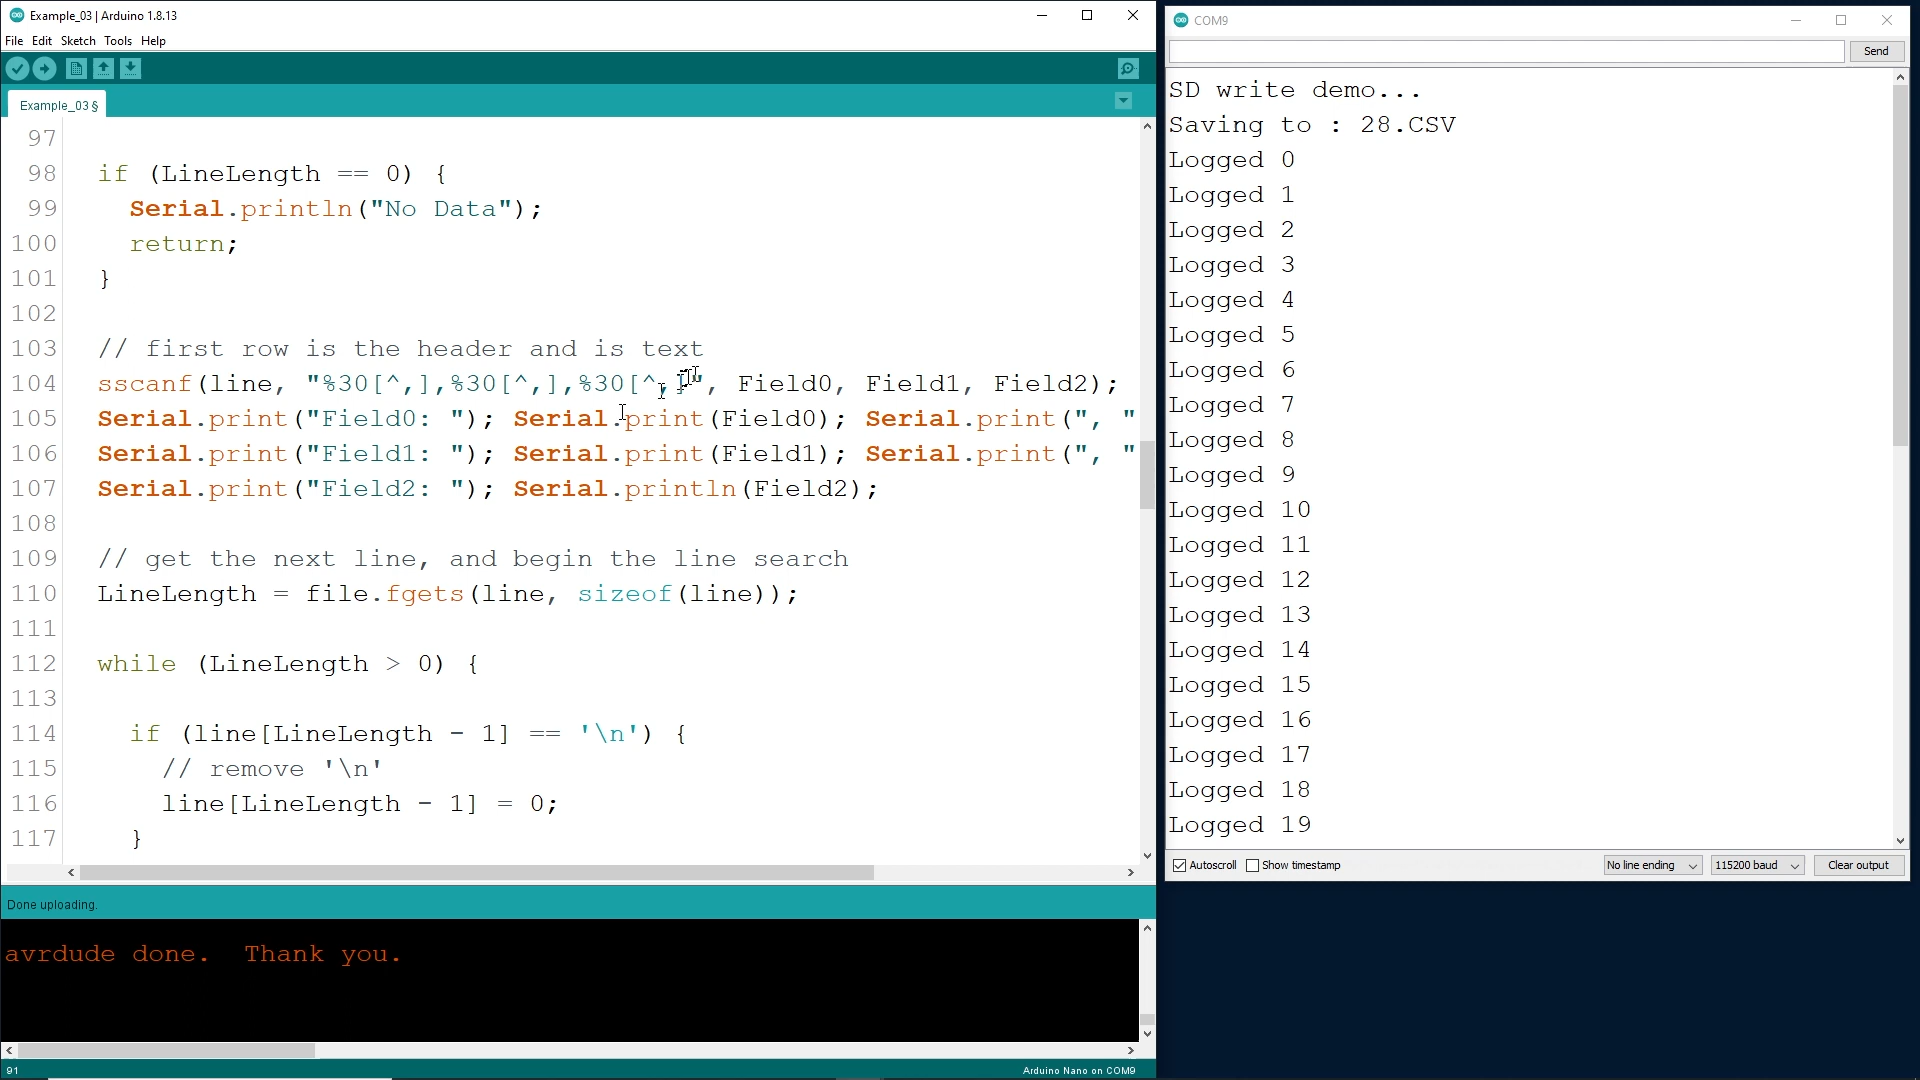 Example_03 | Arduino 1.8.13
File Edit Sketch Tools Help
Example_03 §
97
98 if (LineLength == 0) {
99 Serial.println("No Data");
100 return;
101 }
102
103 // first row is the header and is text
104 sscanf(line, "%30[^,],%30[^,],%30[^,]", Field0, Field1, Field2);
105 Serial.print("Field0: "); Serial.print(Field0); Serial.print(", "
106 Serial.print("Field1: "); Serial.print(Field1); Serial.print(", "
107 Serial.print("Field2: "); Serial.println(Field2);
108
109 // get the next line, and begin the line search
110 LineLength = file.fgets(line, sizeof(line));
111
112 while (LineLength > 0) {
113
114 if (line[LineLength - 1] == '\n') {
115 // remove '\n'
116 line[LineLength - 1] = 0;
117 }
Done uploading.
avrdude done.  Thank you.
91
Arduino Nano on COM9
COM9
Send
SD write demo...
Saving to : 28.CSV
Logged 0
Logged 1
Logged 2
Logged 3
Logged 4
Logged 5
Logged 6
Logged 7
Logged 8
Logged 9
Logged 10
Logged 11
Logged 12
Logged 13
Logged 14
Logged 15
Logged 16
Logged 17
Logged 18
Logged 19
Autoscroll Show timestamp No line ending 115200 baud Clear output